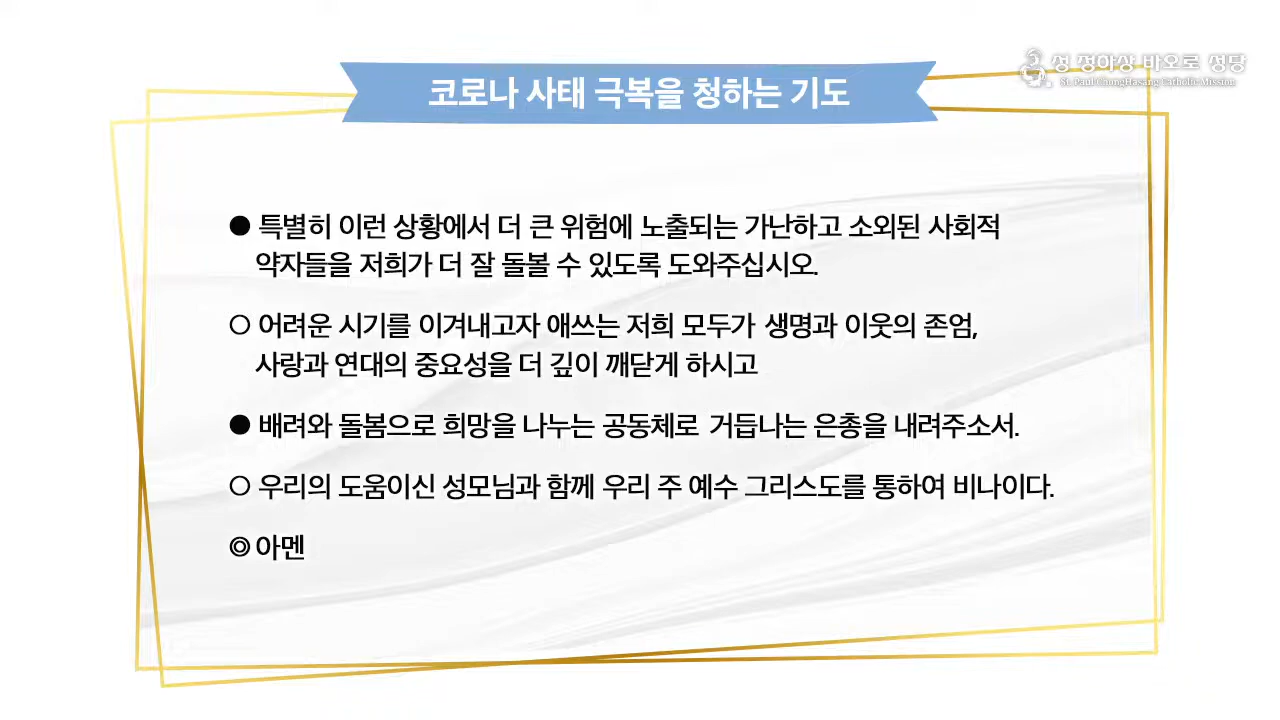 성 정하상 바오로 성당
St. Paul ChongHasang Catholic Mission
코로나 사태 극복을 청하는 기도
● 특별히 이런 상황에서 더 큰 위험에 노출되는 가난하고 소외된 사회적
약자들을 저희가 더 잘 돌볼 수 있도록 도와주십시오.
○ 어려운 시기를 이겨내고자 애쓰는 저희 모두가 생명과 이웃의 존엄,
사랑과 연대의 중요성을 더 깊이 깨닫게 하시고
● 배려와 돌봄으로 희망을 나누는 공동체로 거듭나는 은총을 내려주소서.
○ 우리의 도움이신 성모님과 함께 우리 주 예수 그리스도를 통하여 비나이다.
◎ 아멘